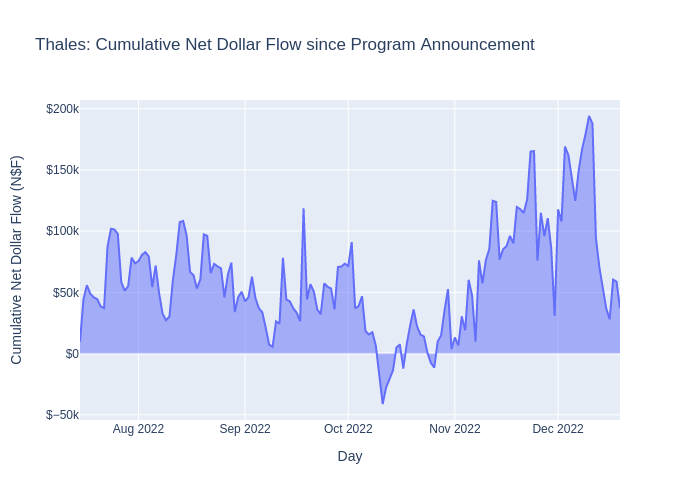 Thales: Cumulative Net Dollar Flow since Program Announcement
Cumulative Net Dollar Flow (N$F)
$200k
$150k
$100k
$50k
$0
$−50k
Aug 2022 Sep 2022 Oct 2022 Nov 2022 Dec 2022
Day